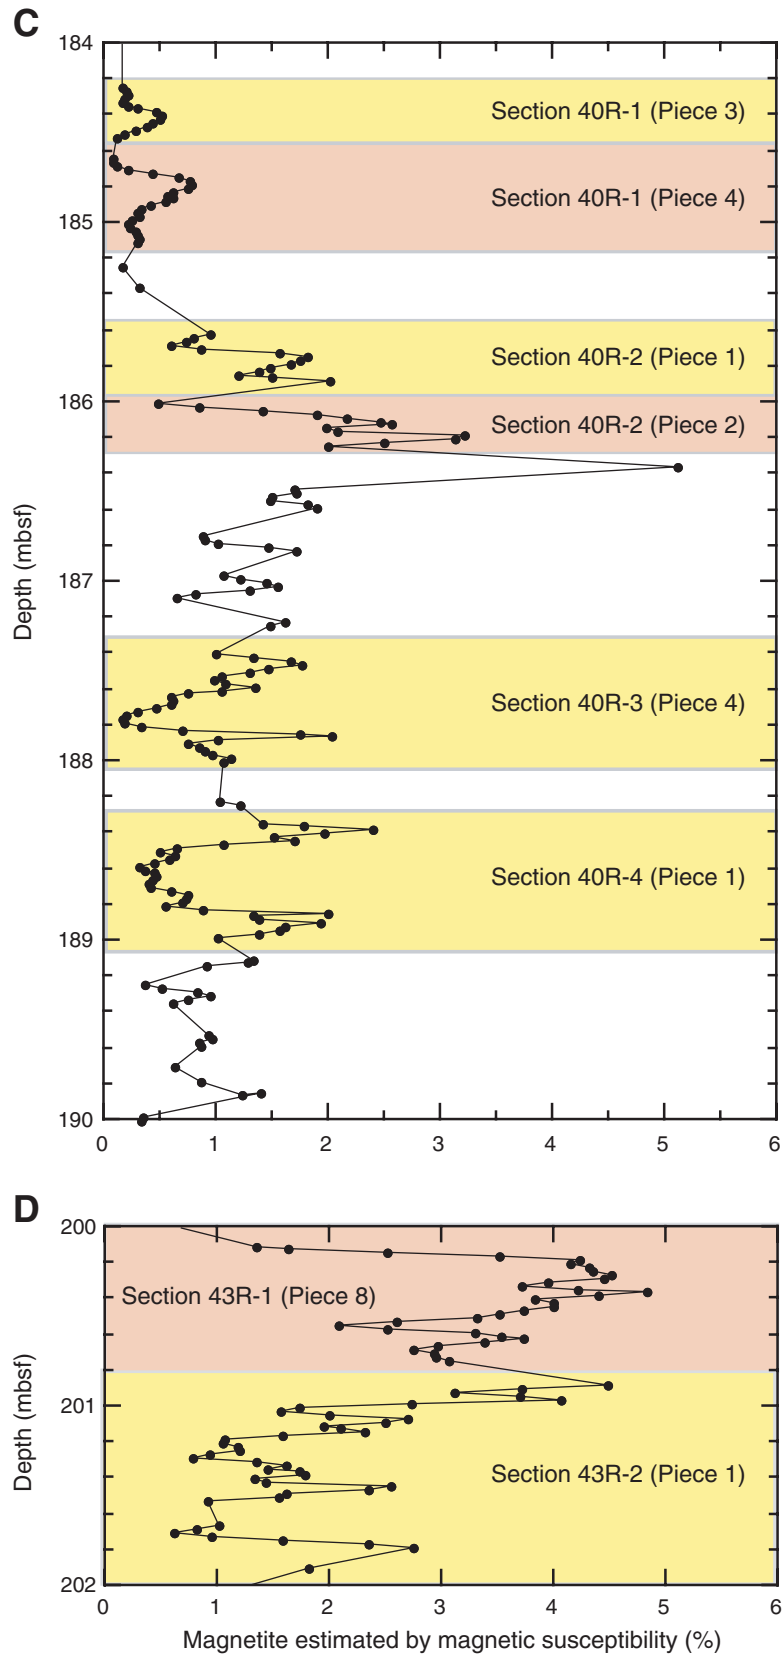 C
184
Section 40R-1 (Piece 3)
Section 40R-1 (Piece 4)
185
Section 40R-2 (Piece 1)
186
Section 40R-2 (Piece 2)
Depth (mbsf)
187
Section 40R-3 (Piece 4)
188
Section 40R-4 (Piece 1)
189
190
0 1 2 3 4 5 6
D
200
Section 43R-1 (Piece 8)
Depth (mbsf)
201
Section 43R-2 (Piece 1)
202
0 1 2 3 4 5 6
Magnetite estimated by magnetic susceptibility (%)